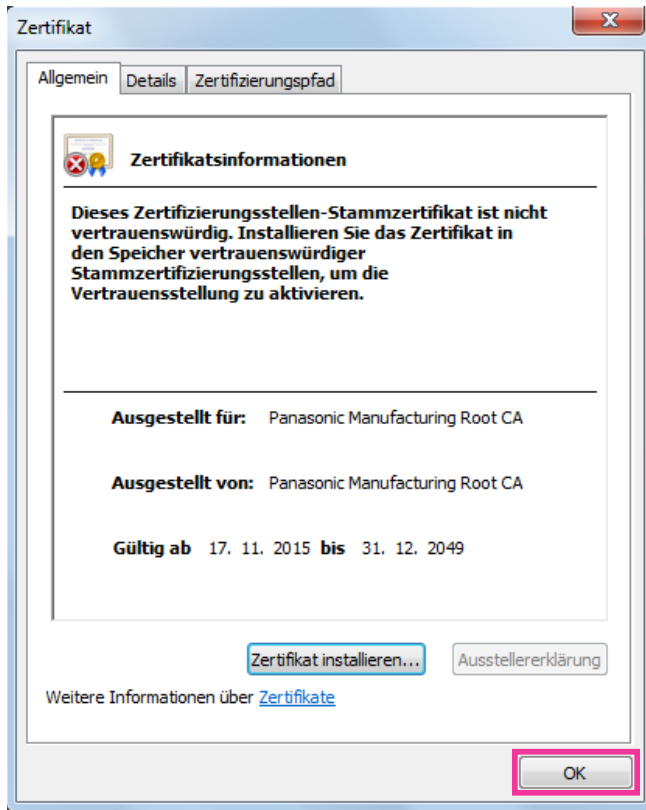 Zertifikat
Allgemein Details Zertifizierungspfad
Zertifikatsinformationen
Dieses Zertifizierungsstellen-Stammzertifikat ist nicht
vertrauenswürdig. Installieren Sie das Zertifikat in
den Speicher vertrauenswürdiger
Stammzertifizierungsstellen, um die
Vertrauensstellung zu aktivieren.
Ausgestellt für: Panasonic Manufacturing Root CA
Ausgestellt von: Panasonic Manufacturing Root CA
Gültig ab 17. 11. 2015 bis 31. 12. 2049
Zertifikat installieren... Ausstellererklärung
Weitere Informationen über Zertifikate
OK